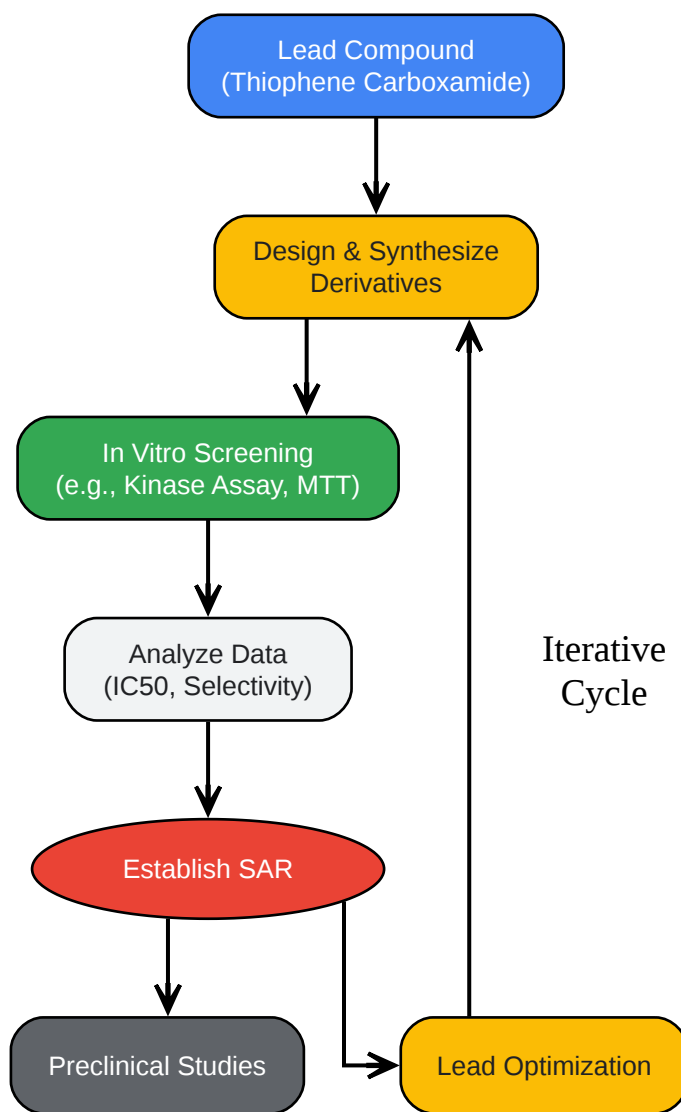 Lead Compound
(Thiophene Carboxamide)
Design & Synthesize
Derivatives
In Vitro Screening
(e.g., Kinase Assay, MTT)
Analyze Data
(IC50, Selectivity)
Iterative
Cycle
Establish SAR
Preclinical Studies
Lead Optimization